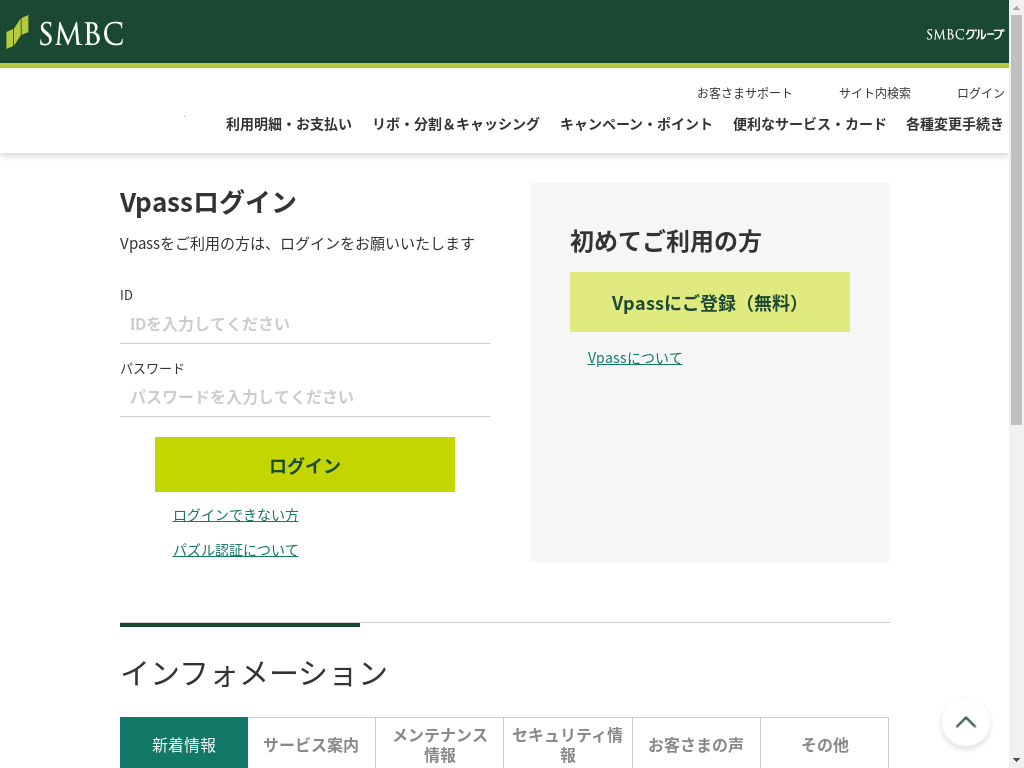 SMBC
SMBCグループ
お客さまサポート サイト内検索 ログイン
利用明細・お支払い リボ・分割＆キャッシング キャンペーン・ポイント 便利なサービス・カード 各種変更手続き
Vpassログイン
Vpassをご利用の方は、ログインをお願いいたします
ID
IDを入力してください
パスワード
パスワードを入力してください
ログイン
ログインできない方
パズル認証について
初めてご利用の方
Vpassにご登録（無料）
Vpassについて
インフォメーション
新着情報
サービス案内
メンテナンス
情報
セキュリティ情
報
お客さまの声
その他